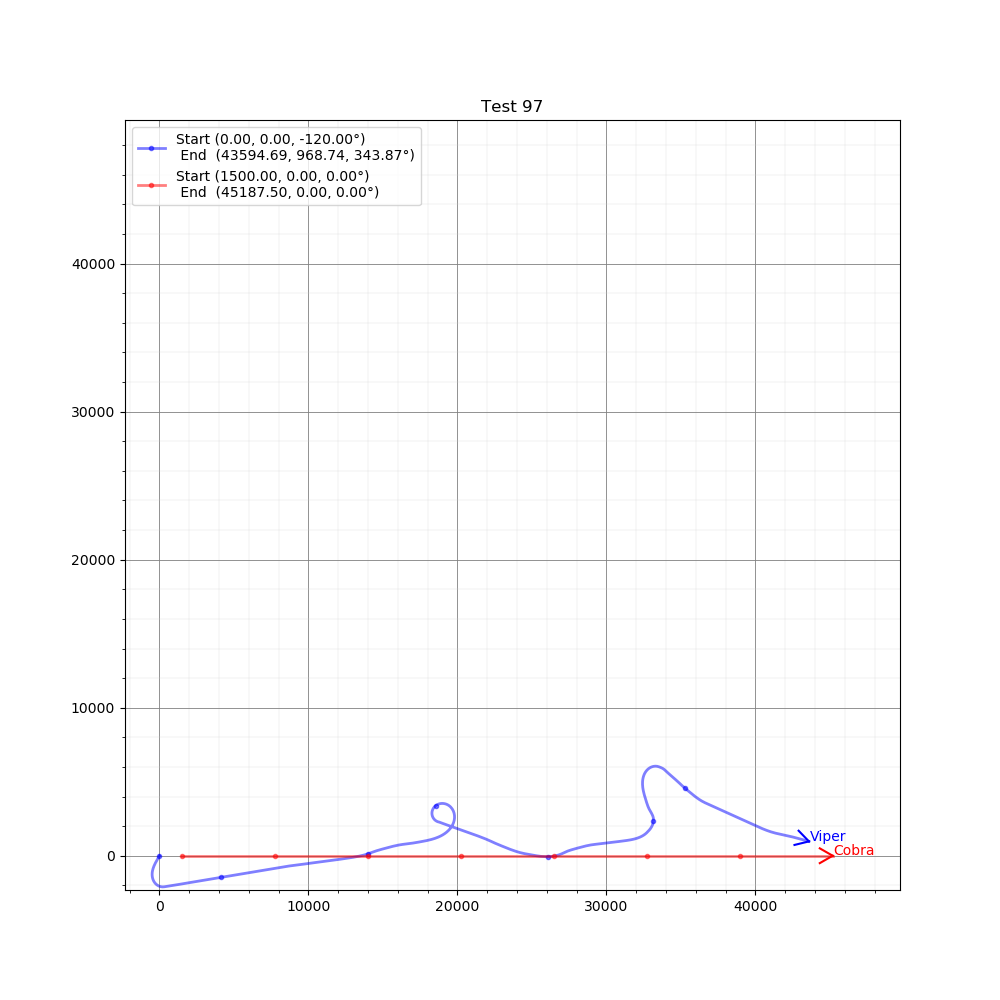 Test 97
Start (0.00, 0.00, -120.00°)
End  (43594.69, 968.74, 343.87°)
Start (1500.00, 0.00, 0.00°)
End  (45187.50, 0.00, 0.00°)
40000
30000
20000
10000
0
Viper
Cobra
0 10000 20000 30000 40000